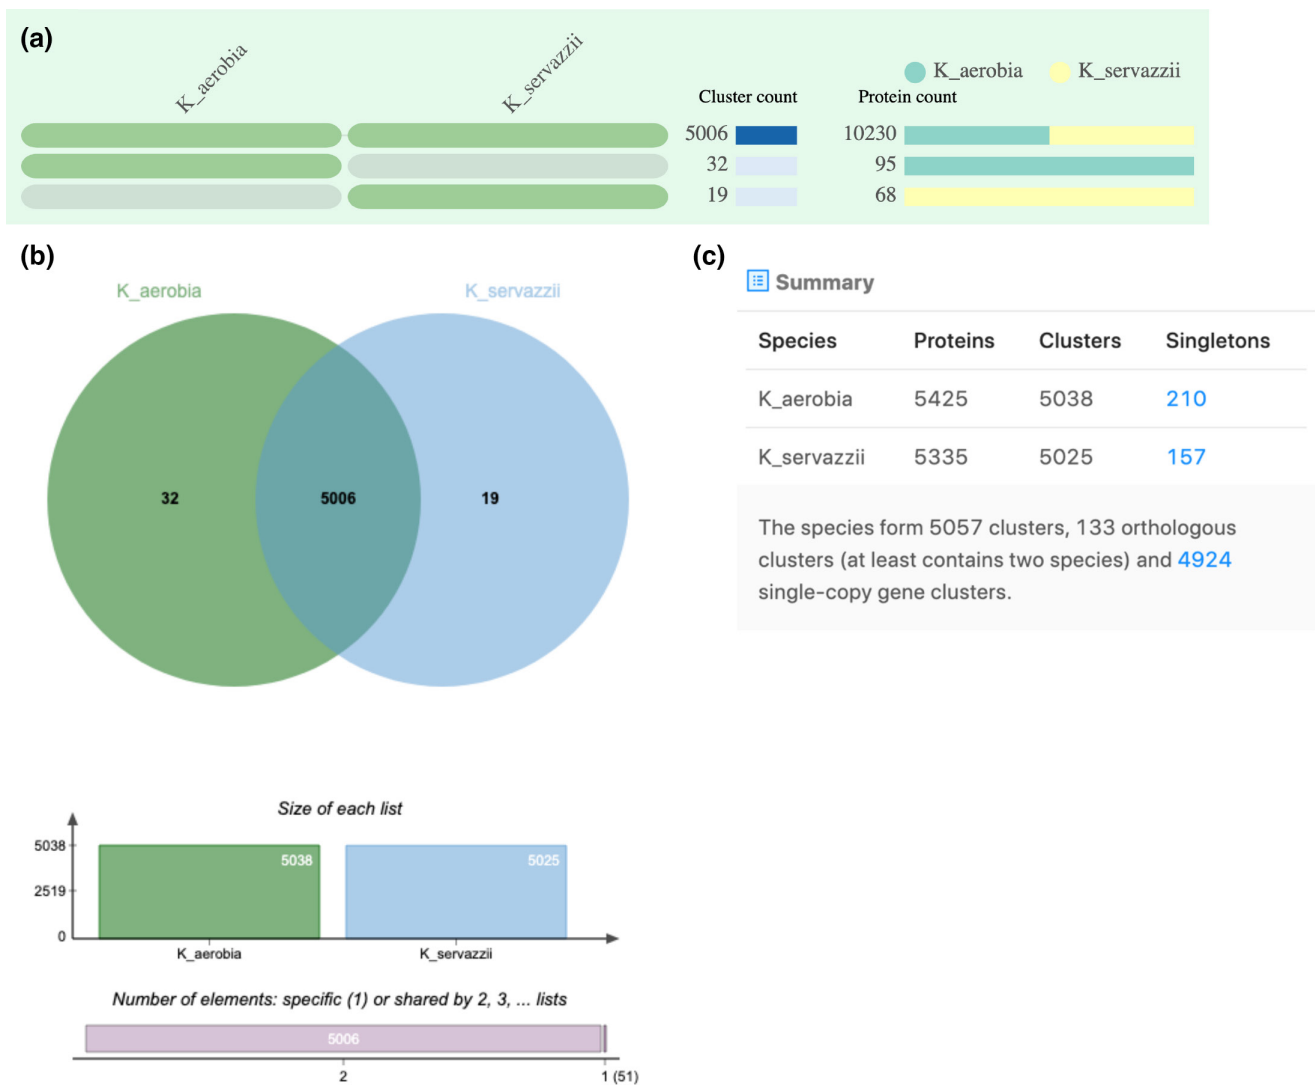 (a)
K_aerobia
K_servazzii
K_aerobia K_servazzii
Cluster count Protein count
5006 10230
32 95
19 68
(b)
K_aerobia K_servazzii
32 5006 19
Size of each list
5038
2519
0
5038
5025
K_aerobia K_servazzii
Number of elements: specific (1) or shared by 2, 3, ... lists
5006
2 1 (51)
(c)
Summary
Species Proteins Clusters Singletons
K_aerobia 5425 5038 210
K_servazzii 5335 5025 157
The species form 5057 clusters, 133 orthologous
clusters (at least contains two species) and 4924
single-copy gene clusters.